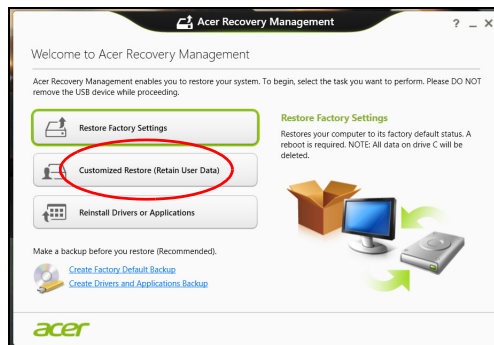 Acer Recovery Management
? _ X
Welcome to Acer Recovery Management
Acer Recovery Management enables you to restore your system. To begin, select the task you want to perform. Please DO NOT
remove the USB device while proceeding.
Restore Factory Settings
Customized Restore (Retain User Data)
Reinstall Drivers or Applications
Restore Factory Settings
Restores your computer to its factory default status. A
reboot is required. NOTE: All data on drive C will be
deleted.
Make a backup before you restore (Recommended).
Create Factory Default Backup
Create Drivers and Applications Backup
acer